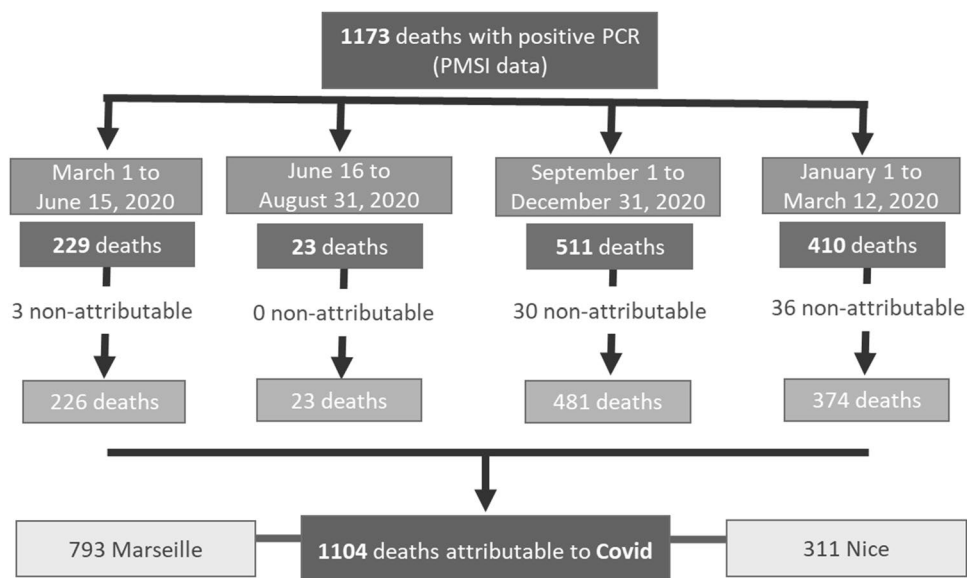 1173 deaths with positive PCR
(PMSI data)
March 1 to
June 15, 2020
June 16 to
August 31, 2020
September 1 to
December 31, 2020
January 1 to
March 12, 2020
229 deaths
23 deaths
511 deaths
410 deaths
3 non-attributable
0 non-attributable
30 non-attributable
36 non-attributable
226 deaths
23 deaths
481 deaths
374 deaths
793 Marseille
1104 deaths attributable to Covid
311 Nice